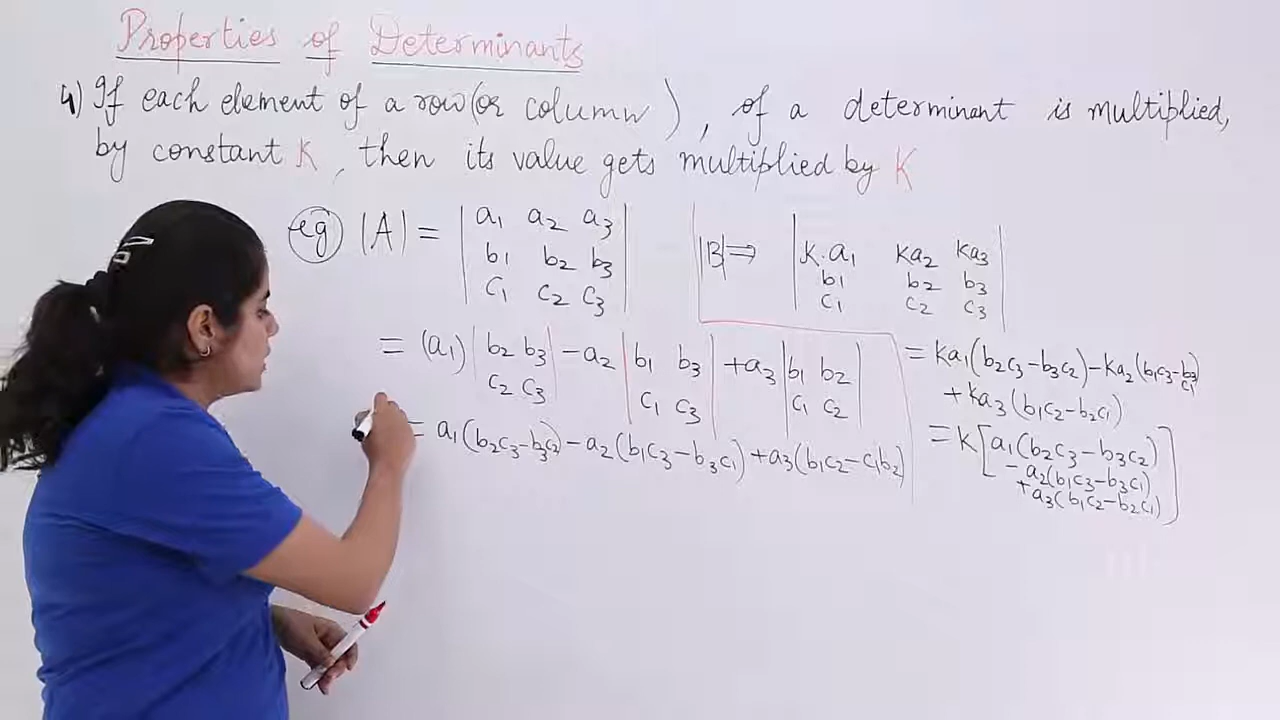 Properties of Determinants
4) If each element of a row (or column), of a determinant is multiplied,
by constant K, then its value gets multiplied by K
eg |A| = | a₁ a₂ a₃ |
| b₁ b₂ b₃ |
| c₁ c₂ c₃ |
= (a₁) | b₂ b₃ | − a₂ | b₁ b₃ | + a₃ | b₁ b₂ |
| c₂ c₃ | | c₁ c₃ | | c₁ c₂ |
= a₁(b₂c₃−b₃c₂) − a₂(b₁c₃ − b₃c₁) + a₃(b₁c₂ − c₁b₂)
|B| ⇒ | K.a₁ Ka₂ Ka₃ |
| b₁ b₂ b₃ |
| c₁ c₂ c₃ |
= Ka₁(b₂c₃ − b₃c₂) − Ka₂(b₁c₃ − b₃c₁)
+ Ka₃(b₁c₂ − b₂c₁)
= K[a₁(b₂c₃ − b₃c₂)
− a₂(b₁c₃ − b₃c₁)
+ a₃(b₁c₂ − b₂c₁)]